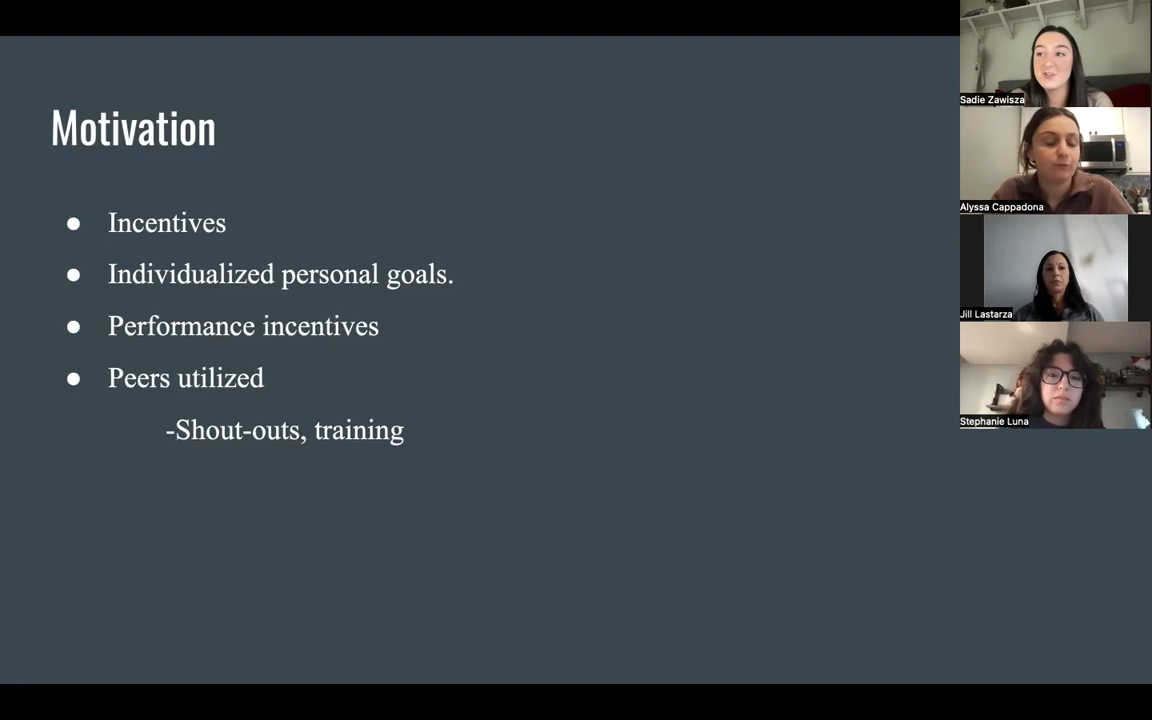 Motivation
● Incentives
● Individualized personal goals.
● Performance incentives
● Peers utilized
-Shout-outs, training
Sadie Zawisza
Alyssa Cappadona
Jill Lastarza
Stephanie Luna